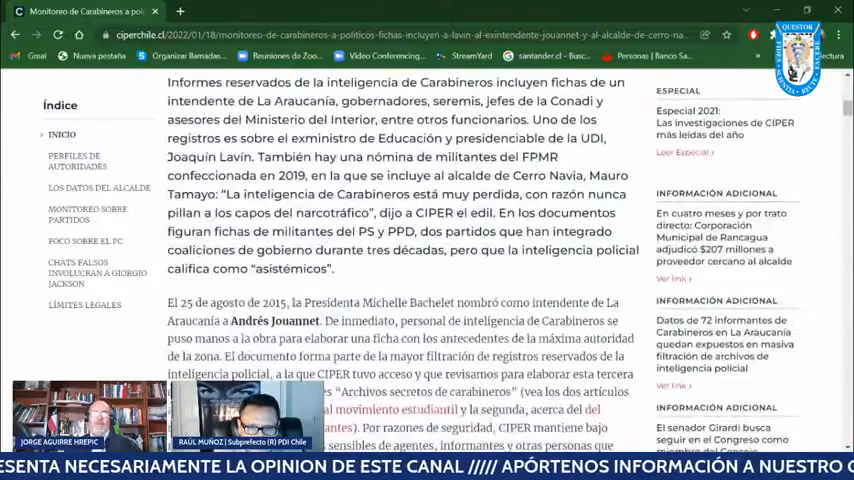 Monitoreo de Carabineros a polí
ciperchile.cl/2022/01/18/monitoreo-de-carabineros-a-politicos-fichas-incluyen-a-lavin-al-exintendente-jouannet-y-al-alcalde-de-cerro-na...
Gmail
Nueva pestaña
Organizar llamadas...
Reuniones de Zoo...
Video Conferencing...
StreamYard
santander.cl - Busc...
Personas | Banco Sa...
ectura
QUESTOR
Índice
INICIO
PERFILES DE
AUTORIDADES
LOS DATOS DEL ALCALDE
MONITOREO SOBRE
PARTIDOS
FOCO SOBRE EL PC
CHATS FALSOS
INVOLUCRAN A GIORGIO
JACKSON
LÍMITES LEGALES
Informes reservados de la inteligencia de Carabineros incluyen fichas de un
intendente de La Araucanía, gobernadores, seremis, jefes de la Conadi y
asesores del Ministerio del Interior, entre otros funcionarios. Uno de los
registros es sobre el exministro de Educación y presidenciable de la UDI,
Joaquín Lavín. También hay una nómina de militantes del FPMR
confeccionada en 2019, en la que se incluye al alcalde de Cerro Navia, Mauro
Tamayo: “La inteligencia de Carabineros está muy perdida, con razón nunca
pillan a los capos del narcotráfico”, dijo a CIPER el edil. En los documentos
figuran fichas de militantes del PS y PPD, dos partidos que han integrado
coaliciones de gobierno durante tres décadas, pero que la inteligencia policial
califica como “asistémicos”.
El 25 de agosto de 2015, la Presidenta Michelle Bachelet nombró como intendente de La
Araucanía a Andrés Jouannet. De inmediato, personal de inteligencia de Carabineros se
puso manos a la obra para elaborar una ficha con los antecedentes de la máxima autoridad
de la zona. El documento forma parte de la mayor filtración de registros reservados de la
inteligencia policial, a la que CIPER tuvo acceso y que revisamos para elaborar esta tercera
es “Archivos secretos de carabineros” (vea los dos artículos
al movimiento estudiantil y la segunda, acerca del del
antes). Por razones de seguridad, CIPER mantiene bajo
sensibles de agentes, informantes y otras personas que
ESPECIAL
Especial 2021:
Las investigaciones de CIPER
más leídas del año
Leer Especial ›
INFORMACIÓN ADICIONAL
En cuatro meses y por trato
directo: Corporación
Municipal de Rancagua
adjudicó $207 millones a
proveedor cercano al alcalde
Ver link ›
INFORMACIÓN ADICIONAL
Datos de 72 informantes de
Carabineros en La Araucanía
quedan expuestos en masiva
filtración de archivos de
inteligencia policial
Ver link ›
INFORMACIÓN ADICIONAL
El senador Girardi busca
seguir en el Congreso como
JORGE AGUIRRE HREPIC
RAÚL MUÑOZ | Subprefecto (R) PDI Chile
ESENTA NECESARIAMENTE LA OPINION DE ESTE CANAL ///// APÓRTENOS INFORMACIÓN A NUESTRO C